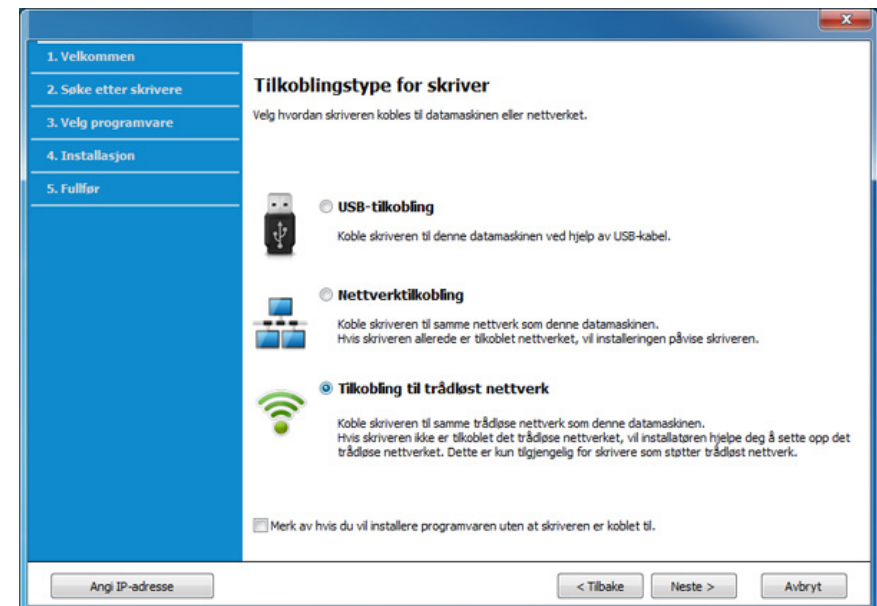 1. Velkommen
2. Søke etter skrivere
3. Velg programvare
4. Installasjon
5. Fullfør
Tilkoblingstype for skriver
Velg hvordan skriveren kobles til datamaskinen eller nettverket.
USB-tilkobling
Koble skriveren til denne datamaskinen ved hjelp av USB-kabel.
Nettverktilkobling
Koble skriveren til samme nettverk som denne datamaskinen.
Hvis skriveren allerede er tilkoblet nettverket, vil installeringen påvise skriveren.
Tilkobling til trådløst nettverk
Koble skriveren til samme trådløse nettverk som denne datamaskinen.
Hvis skriveren ikke er tilkoblet det trådløse nettverket, vil installatøren hjelpe deg å sette opp det
trådløse nettverket. Dette er kun tilgjengelig for skrivere som støtter trådløst nettverk.
Merk av hvis du vil installere programvaren uten at skriveren er koblet til.
Angi IP-adresse
< Tilbake
Neste >
Avbryt